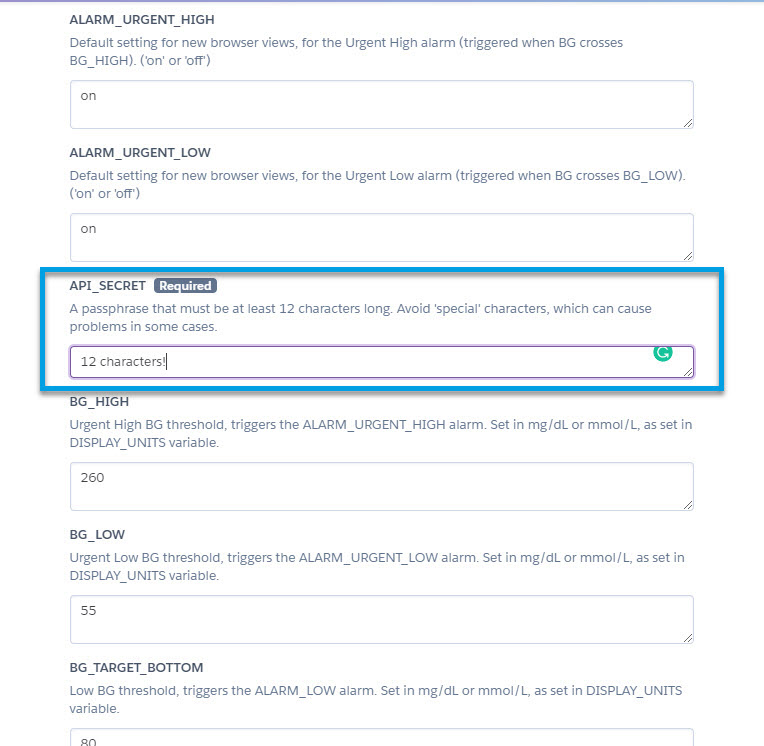 ALARM_URGENT_HIGH
Default setting for new browser views, for the Urgent High alarm (triggered when BG crosses
BG_HIGH). ('on' or 'off')
on
ALARM_URGENT_LOW
Default setting for new browser views, for the Urgent Low alarm (triggered when BG crosses BG_LOW).
('on' or 'off')
on
API_SECRET Required
A passphrase that must be at least 12 characters long. Avoid 'special' characters, which can cause
problems in some cases.
12 characters!
BG_HIGH
Urgent High BG threshold, triggers the ALARM_URGENT_HIGH alarm. Set in mg/dL or mmol/L, as set in
DISPLAY_UNITS variable.
260
BG_LOW
Urgent Low BG threshold, triggers the ALARM_URGENT_LOW alarm. Set in mg/dL or mmol/L, as set in
DISPLAY_UNITS variable.
55
BG_TARGET_BOTTOM
Low BG threshold, triggers the ALARM_LOW alarm. Set in mg/dL or mmol/L, as set in DISPLAY_UNITS
variable.
80